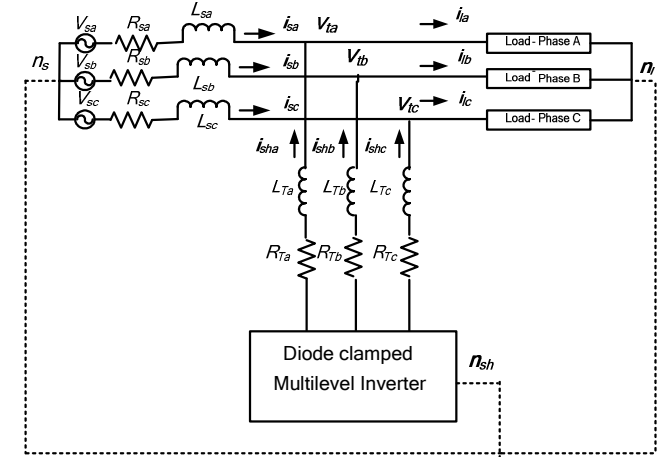 Lsa
Vsa Rsa isa Vta ila
Load- Phase A
ns Vsb Rsb Vtb nl
Lsb isb ilb
Load- Phase B
Vsc Rsc isc Vtc ilc
Lsc
Load- Phase C
isha ishb ishc
LTa LTb LTc
RTa RTb RTc
Diode clamped
Multilevel Inverter
nsh